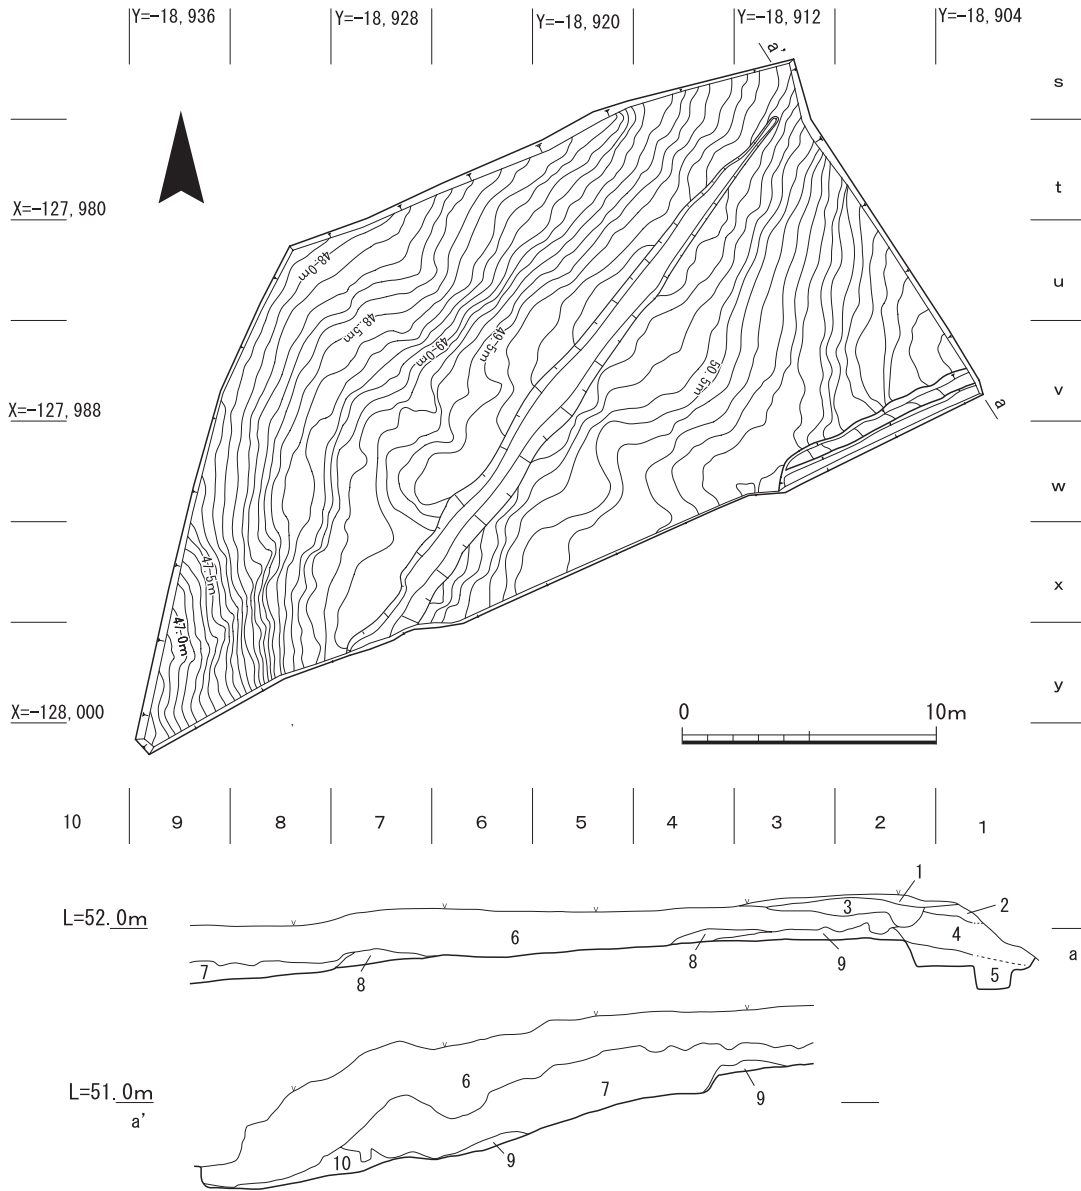 Y=-18,936
Y=-18,928
Y=-18,920
Y=-18,912
Y=-18,904
a'
s
t
X=-127,980
48.0m
u
48.5m
49.0m
49.5m
50.5m
v
X=-127,988
a
w
47.5m
x
47.0m
y
X=-128,000
0 10m
10 9 8 7 6 5 4 3 2 1
1
L=52.0m
3
2
6
4
a
7
8
8
9
5
6
L=51.0m
7
a'
9
10
9